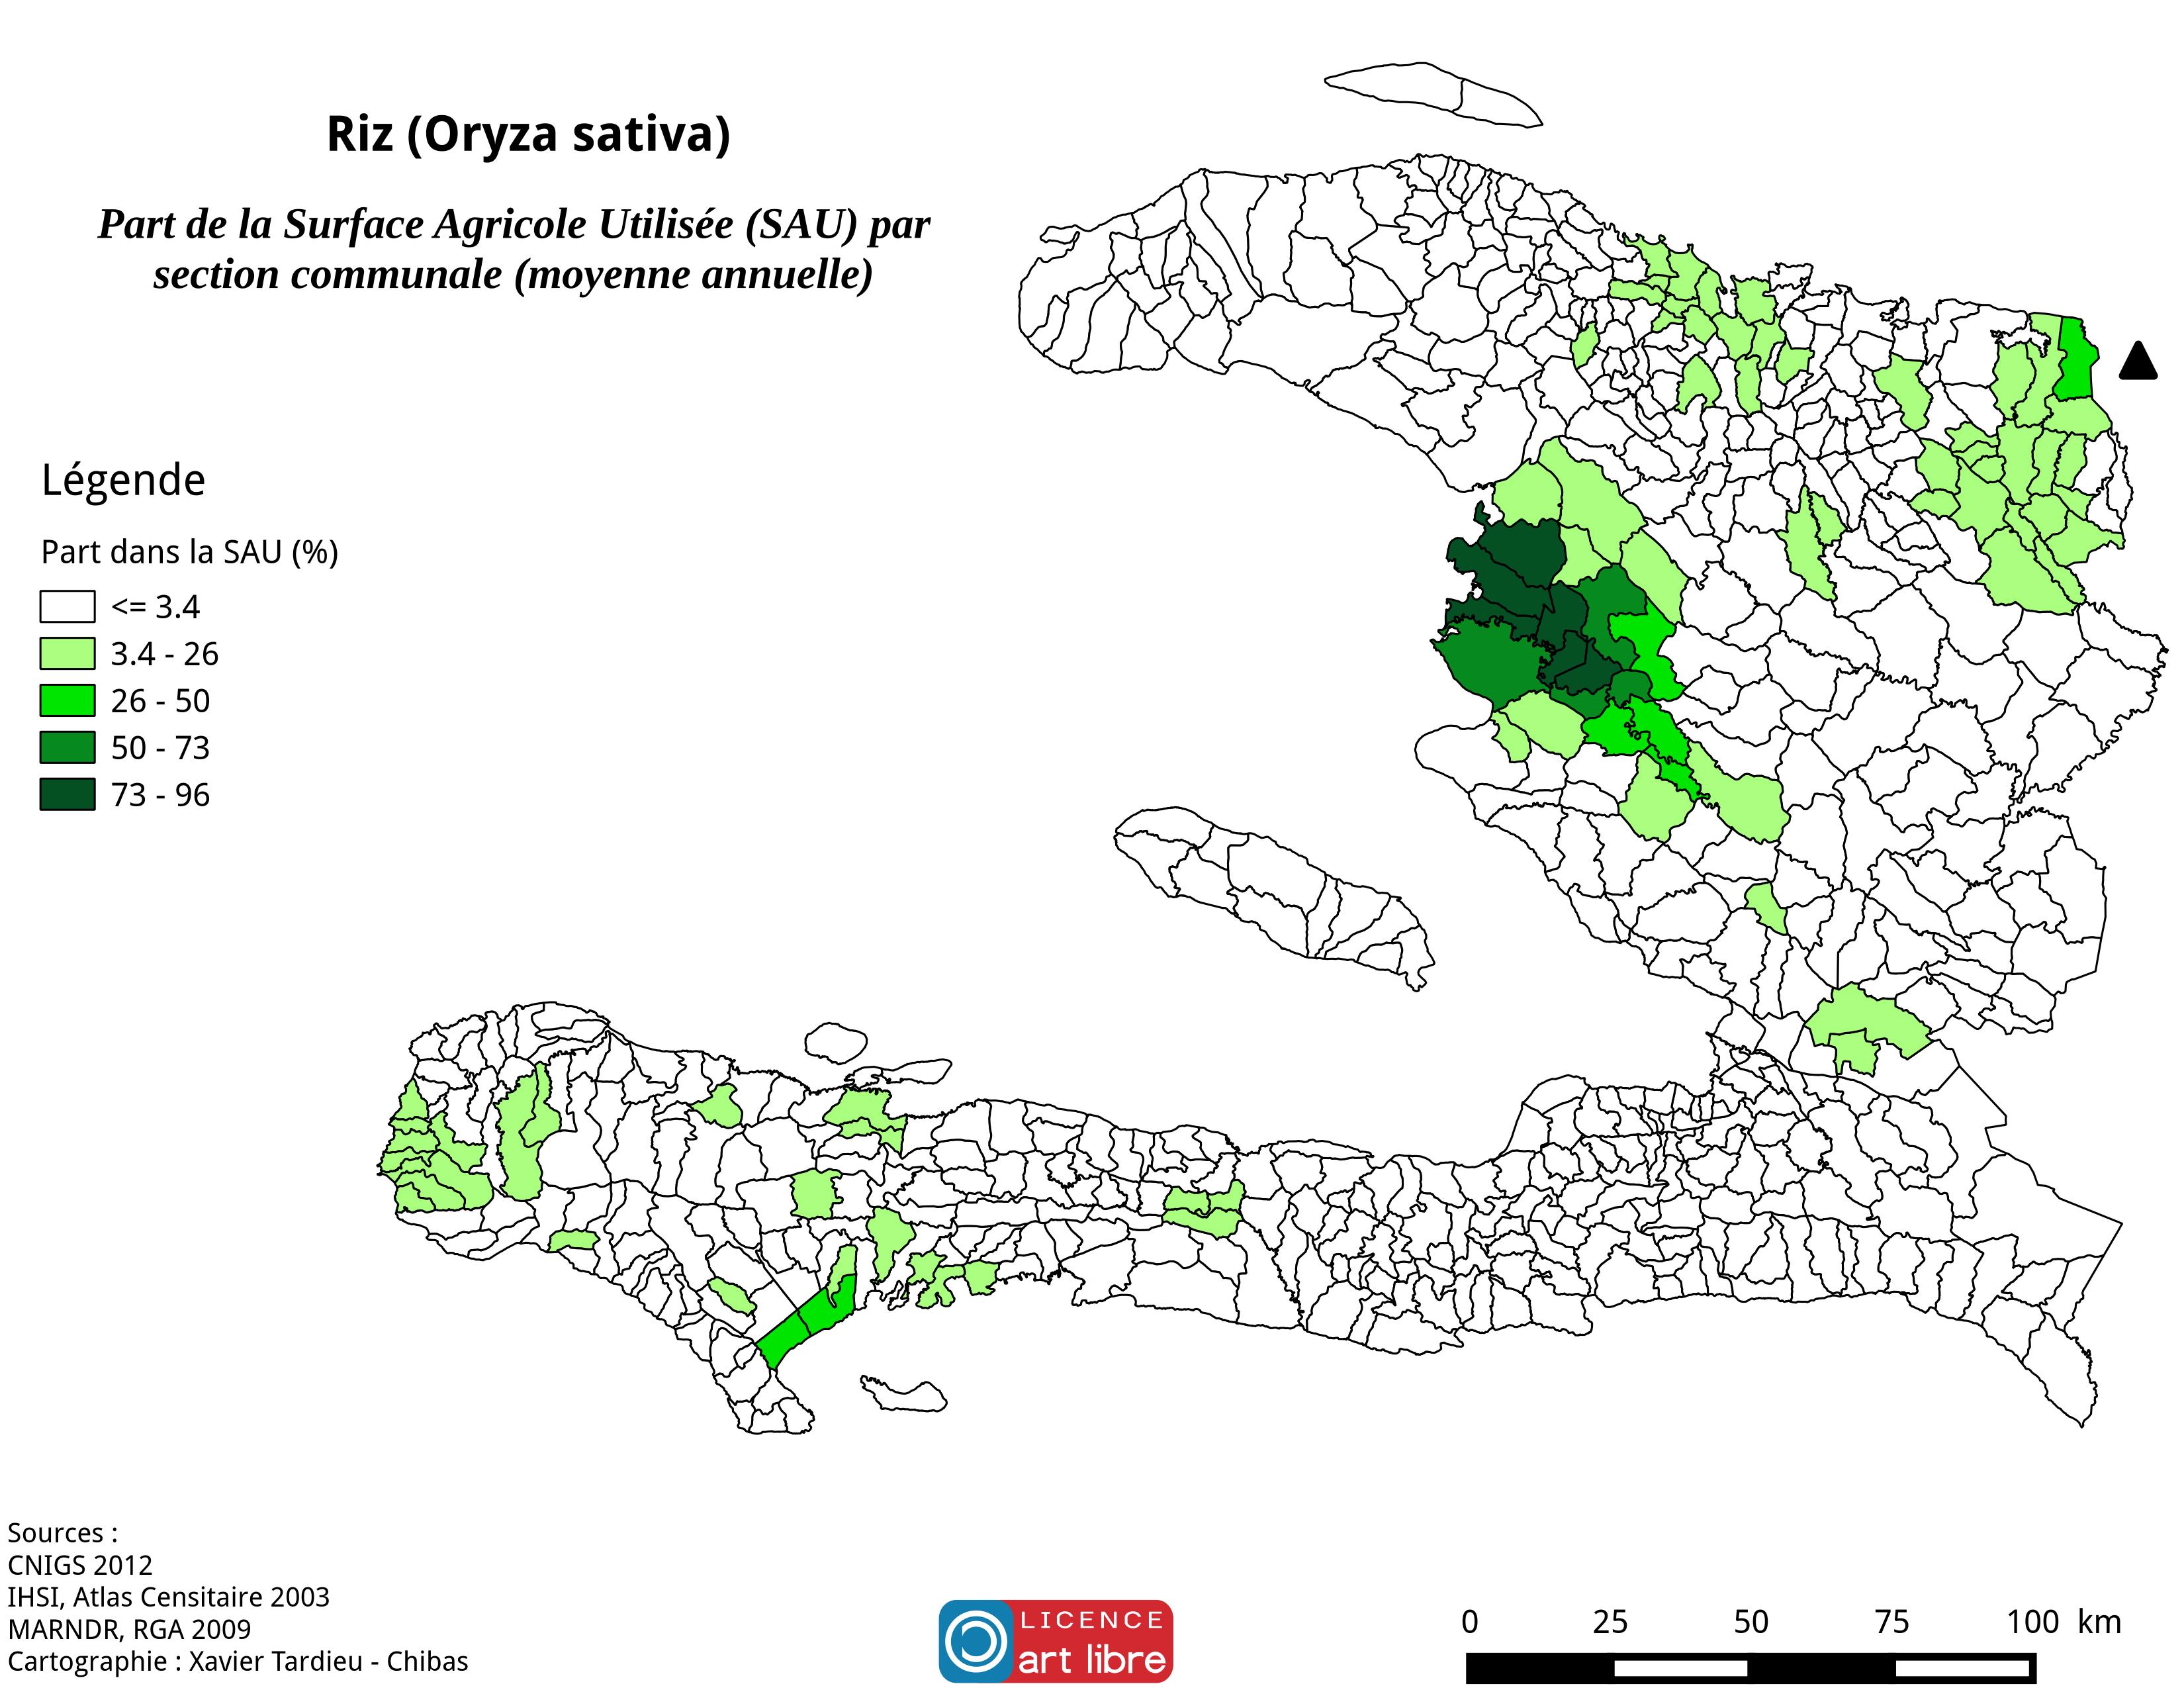 Riz (Oryza sativa)
Part de la Surface Agricole Utilisée (SAU) par
section communale (moyenne annuelle)
Légende
Part dans la SAU (%)
<= 3.4
3.4 - 26
26 - 50
50 - 73
73 - 96
Sources :
CNIGS 2012
IHSI, Atlas Censitaire 2003
MARNDR, RGA 2009
Cartographie : Xavier Tardieu - Chibas
LICENCE
art libre
0 25 50 75 100 km